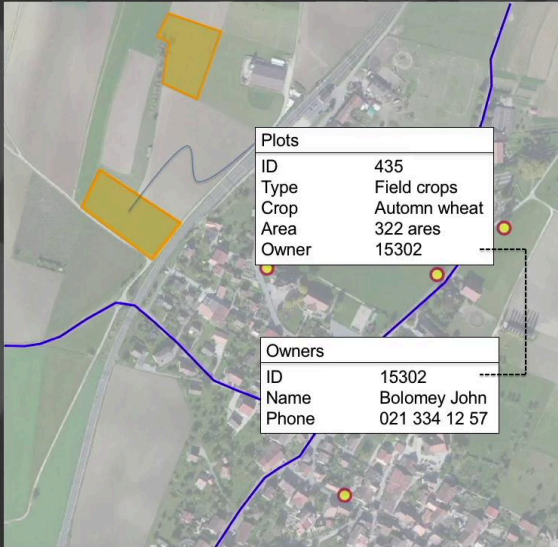 Plots
ID 435
Type Field crops
Crop Automn wheat
Area 322 ares
Owner 15302
Owners
ID 15302
Name Bolomey John
Phone 021 334 12 57